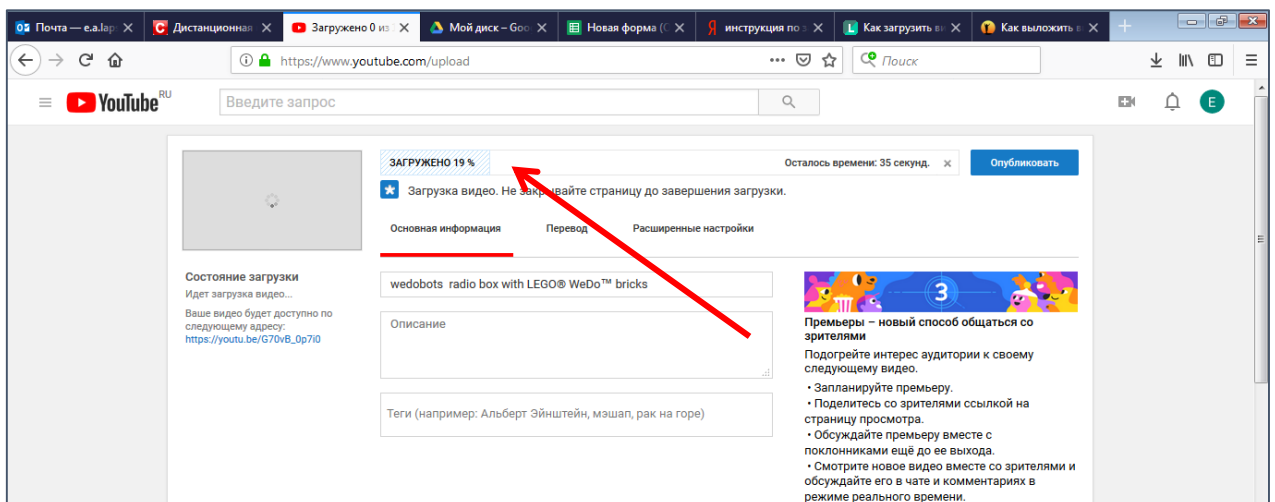 Почта — e.a.lap
Дистанционная
Загружено 0 из
Мой диск – Goo
Новая форма (С
инструкция по з
Как загрузить ви
Как выложить в
https://www.youtube.com/upload
Поиск
YouTube RU
Введите запрос
E
ЗАГРУЖЕНО 19 %
Осталось времени: 35 секунд.
Опубликовать
Загрузка видео. Не закрывайте страницу до завершения загрузки.
Основная информация
Перевод
Расширенные настройки
Состояние загрузки
Идет загрузка видео...
Ваше видео будет доступно по
следующему адресу:
https://youtu.be/G70vB_0p7i0
wedobots radio box with LEGO® WeDo™ bricks
Описание
Теги (например: Альберт Эйнштейн, мэшап, рак на горе)
3
Премьеры – новый способ общаться со
зрителями
Подогрейте интерес аудитории к своему
следующему видео.
• Запланируйте премьеру.
• Поделитесь со зрителями ссылкой на
страницу просмотра.
• Обсуждайте премьеру вместе с
поклонниками ещё до ее выхода.
• Смотрите новое видео вместе со зрителями и
обсуждайте его в чате и комментариях в
режиме реального времени.